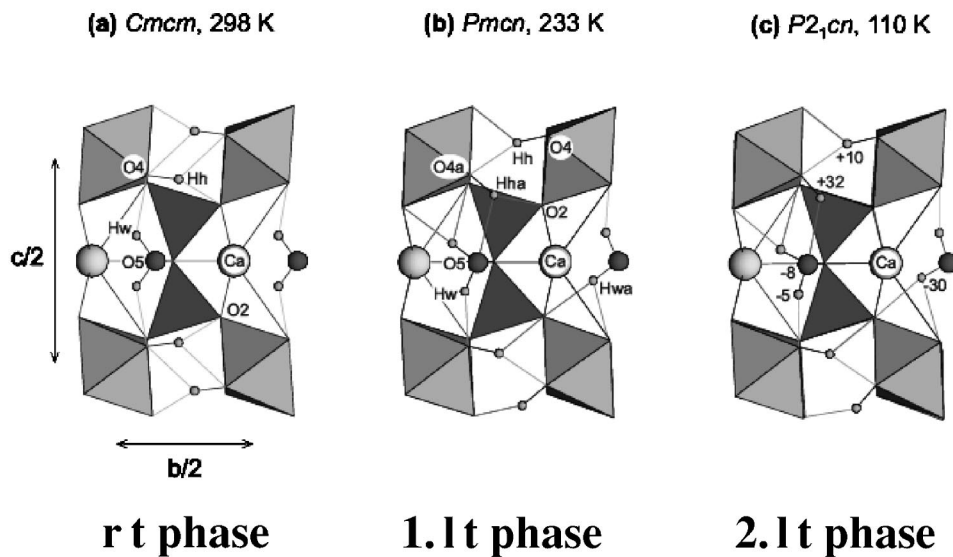 (a) Cmcm, 298 K
(b) Pmcn, 233 K
(c) P2₁cn, 110 K
O4
Hh
Hw
O5
Ca
O2
c/2
b/2
O4
O4a
Hh
Hha
O2
O5
Ca
Hw
Hwa
+10
+32
-8
Ca
-5
-30
r t phase
1. l t phase
2. l t phase